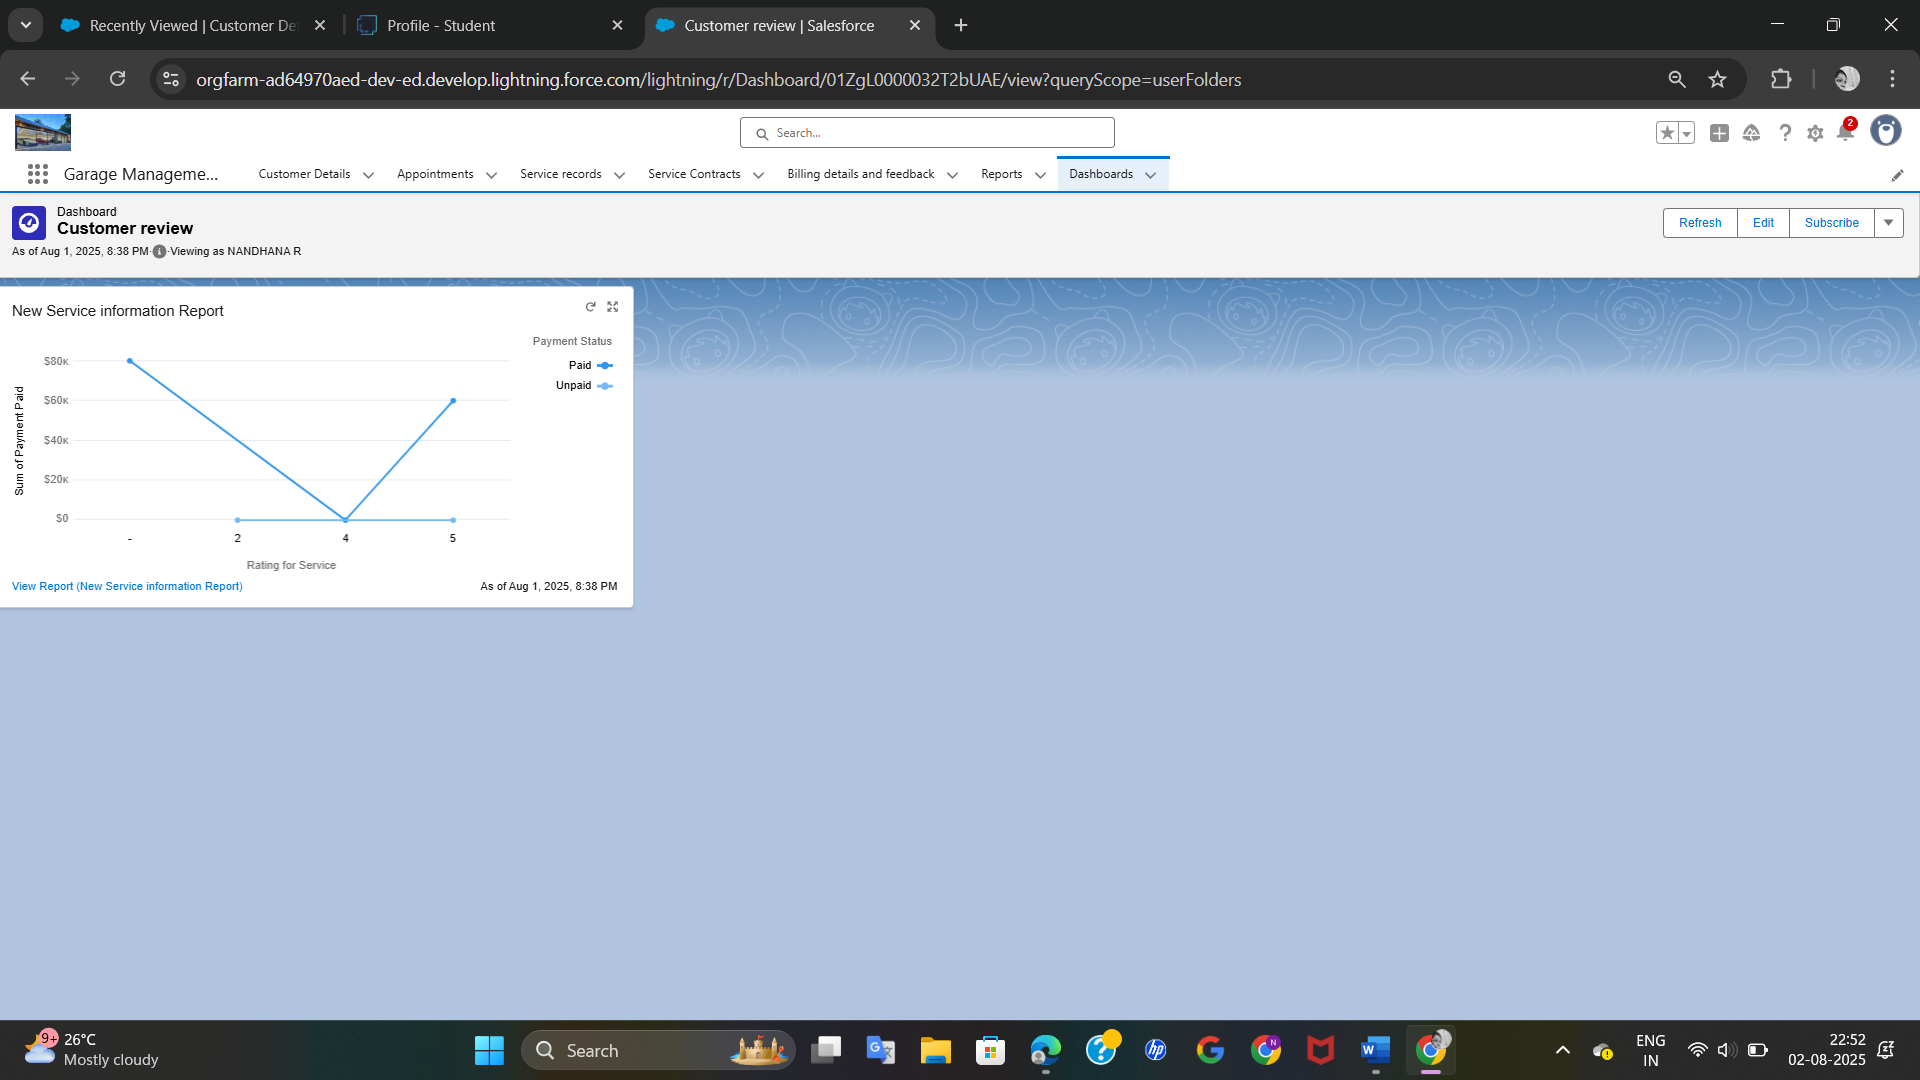 Recently Viewed | Customer De
Profile - Student
Customer review | Salesforce
orgfarm-ad64970aed-dev-ed.develop.lightning.force.com/lightning/r/Dashboard/01ZgL0000032T2bUAE/view?queryScope=userFolders
Search...
2
Garage Manageme...
Customer Details
Appointments
Service records
Service Contracts
Billing details and feedback
Reports
Dashboards
Dashboard
Customer review
As of Aug 1, 2025, 8:38 PM·Viewing as NANDHANA R
Refresh
Edit
Subscribe
New Service information Report
Payment Status
Paid
Unpaid
Sum of Payment Paid
$80K
$60K
$40K
$20K
$0
-
2
4
5
Rating for Service
View Report (New Service information Report)
As of Aug 1, 2025, 8:38 PM
9+
26°C
Mostly cloudy
Search
ENG
IN
22:52
02-08-2025